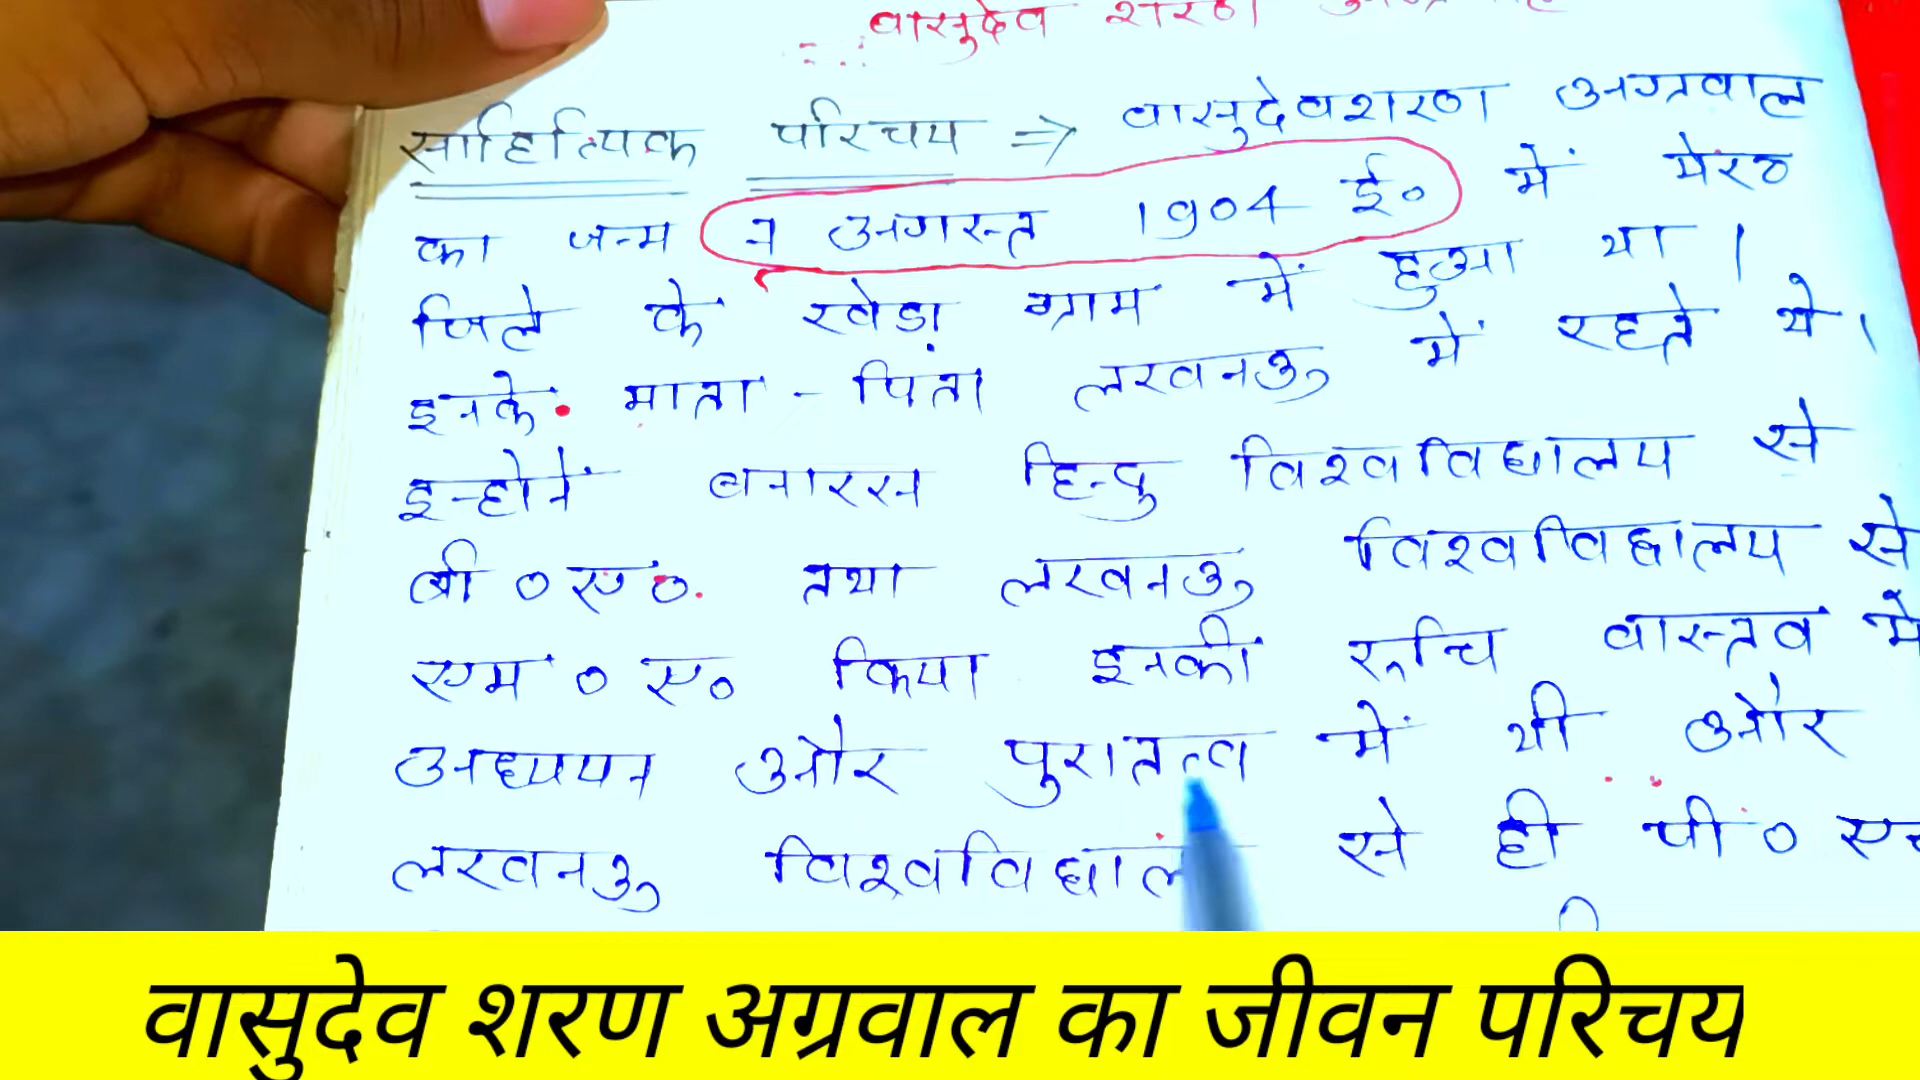 वासुदेव शरण
साहित्यिक परिचय ⇒ वासुदेवशरण अग्रवाल
का जन्म अगस्त 1904 ई० में मेरठ
जिले के खेड़ा ग्राम में हुआ था।
इनके माता - पिता लखनऊ में रहते थे।
इन्होनें बनारस हिन्दु विश्वविद्यालय से
बी०ए०. तथा लखनऊ विश्वविद्यालय से
एम०ए० किया इनकी रूचि वास्तव में
अध्ययन और पुरातत्व में थी और
लखनऊ से ही पी०
वासुदेव शरण अग्रवाल का जीवन परिचय